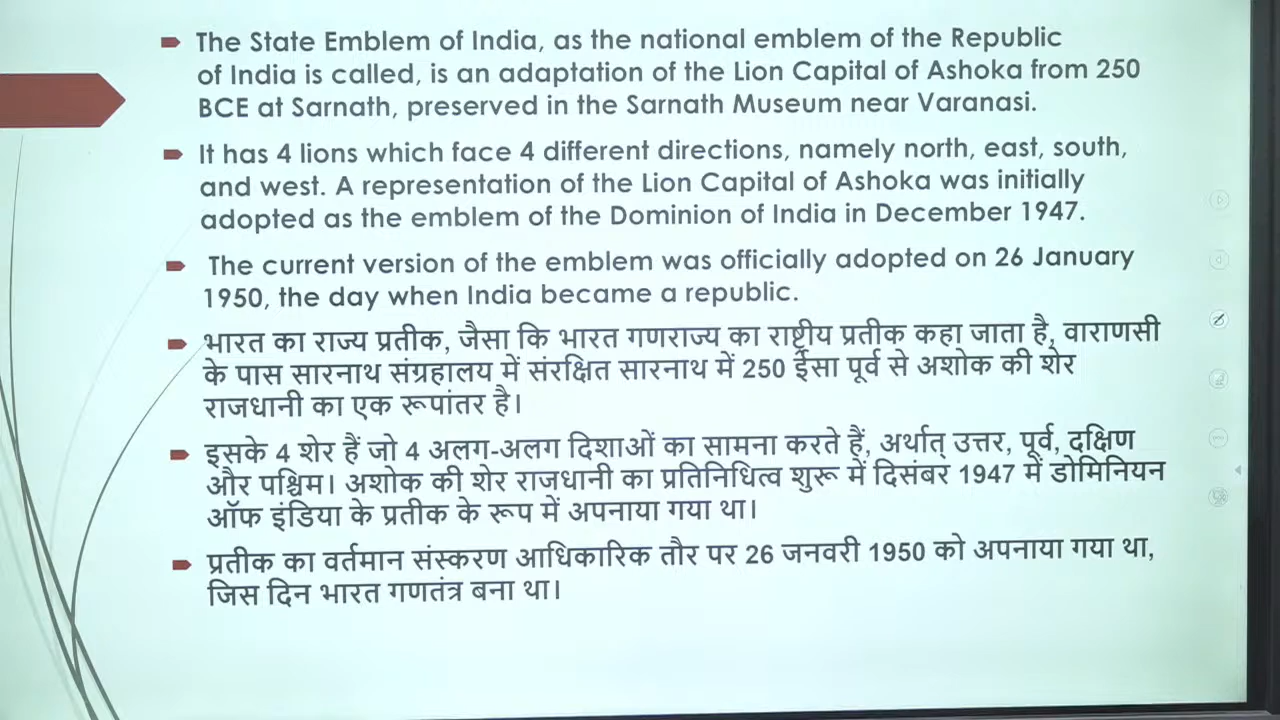 The State Emblem of India, as the national emblem of the Republic
of India is called, is an adaptation of the Lion Capital of Ashoka from 250
BCE at Sarnath, preserved in the Sarnath Museum near Varanasi.
It has 4 lions which face 4 different directions, namely north, east, south,
and west. A representation of the Lion Capital of Ashoka was initially
adopted as the emblem of the Dominion of India in December 1947.
The current version of the emblem was officially adopted on 26 January
1950, the day when India became a republic.
भारत का राज्य प्रतीक, जैसा कि भारत गणराज्य का राष्ट्रीय प्रतीक कहा जाता है, वाराणसी
के पास सारनाथ संग्रहालय में संरक्षित सारनाथ में 250 ईसा पूर्व से अशोक की शेर
राजधानी का एक रूपांतर है।
इसके 4 शेर हैं जो 4 अलग-अलग दिशाओं का सामना करते हैं, अर्थात् उत्तर, पूर्व, दक्षिण
और पश्चिम। अशोक की शेर राजधानी का प्रतिनिधित्व शुरू में दिसंबर 1947 में डोमिनियन
ऑफ इंडिया के प्रतीक के रूप में अपनाया गया था।
प्रतीक का वर्तमान संस्करण आधिकारिक तौर पर 26 जनवरी 1950 को अपनाया गया था,
जिस दिन भारत गणतंत्र बना था।